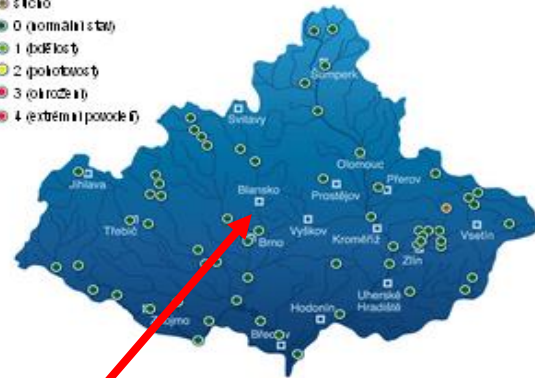 sucho
0 (normální stav)
1 (bdělost)
2 (pohotovost)
3 (ohrožení)
4 (extrémní povodeň)
Šumperk
Svitavy
Olomouc
Jihlava
Přerov
Blansko
Prostějov
Třebíč
Vyškov
Kroměříž
Vsetín
Brno
Zlín
Uherské
Hradiště
Hodonín
Znojmo
Břeclav